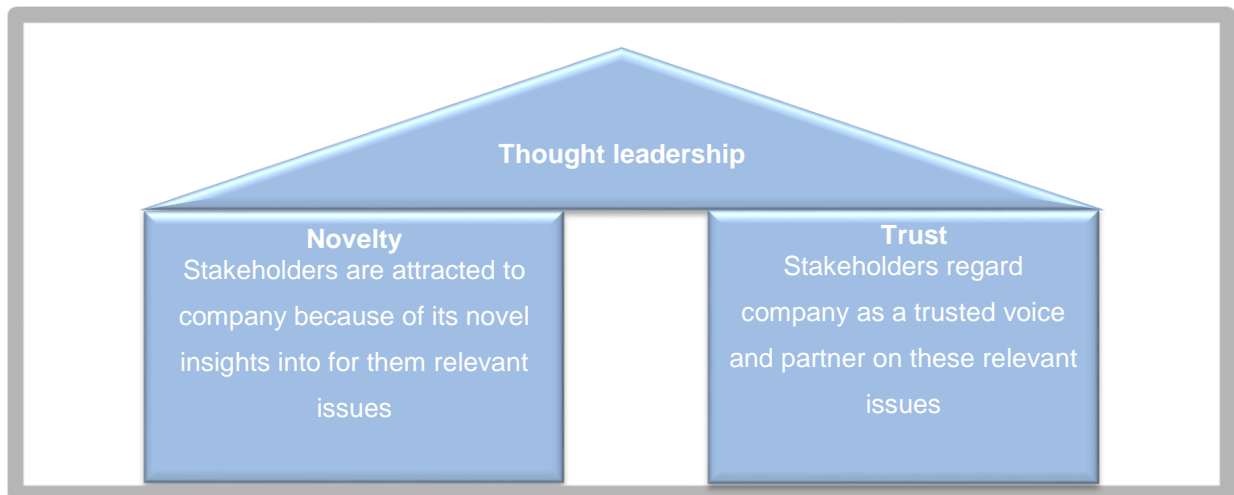 Thought leadership
Novelty
Stakeholders are attracted to
company because of its novel
insights into for them relevant
issues
Trust
Stakeholders regard
company as a trusted voice
and partner on these relevant
issues